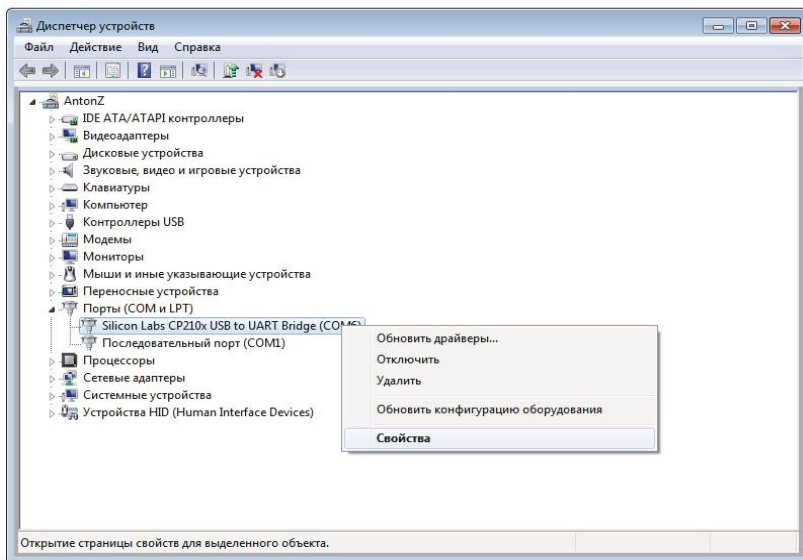 Диспетчер устройств
Файл Действие Вид Справка
AntonZ
IDE ATA/ATAPI контроллеры
Видеоадаптеры
Дисковые устройства
Звуковые, видео и игровые устройства
Клавиатуры
Компьютер
Контроллеры USB
Модемы
Мониторы
Мыши и иные указывающие устройства
Переносные устройства
Порты (COM и LPT)
Silicon Labs CP210x USB to UART Bridge (COM6)
Последовательный порт (COM1)
Процессоры
Сетевые адаптеры
Системные устройства
Устройства HID (Human Interface Devices)
Обновить драйверы...
Отключить
Удалить
Обновить конфигурацию оборудования
Свойства
Открытие страницы свойств для выделенного объекта.